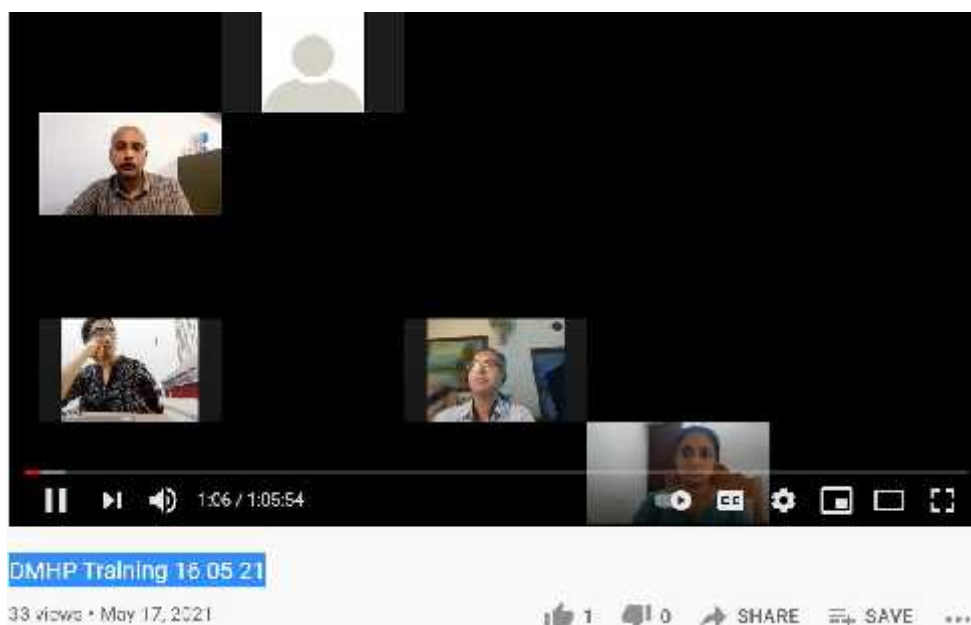 1:06 / 1:05:54
CC
DMHP Training 16 05 21
33 views • May 17, 2021
1
0
SHARE
SAVE